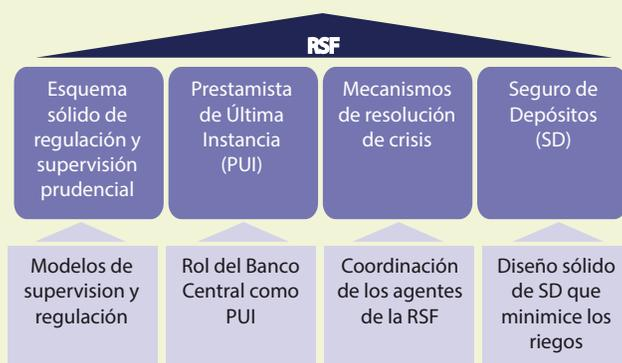 RSF
Esquema
sólido de
regulación y
supervisión
prudencial
Prestamista
de Última
Instancia
(PUI)
Mecanismos
de resolución
de crisis
Seguro de
Depósitos
(SD)
Modelos de
supervision y
regulación
Rol del Banco
Central como
PUI
Coordinación
de los agentes
de la RSF
Diseño sólido
de SD que
minimice los
riegos